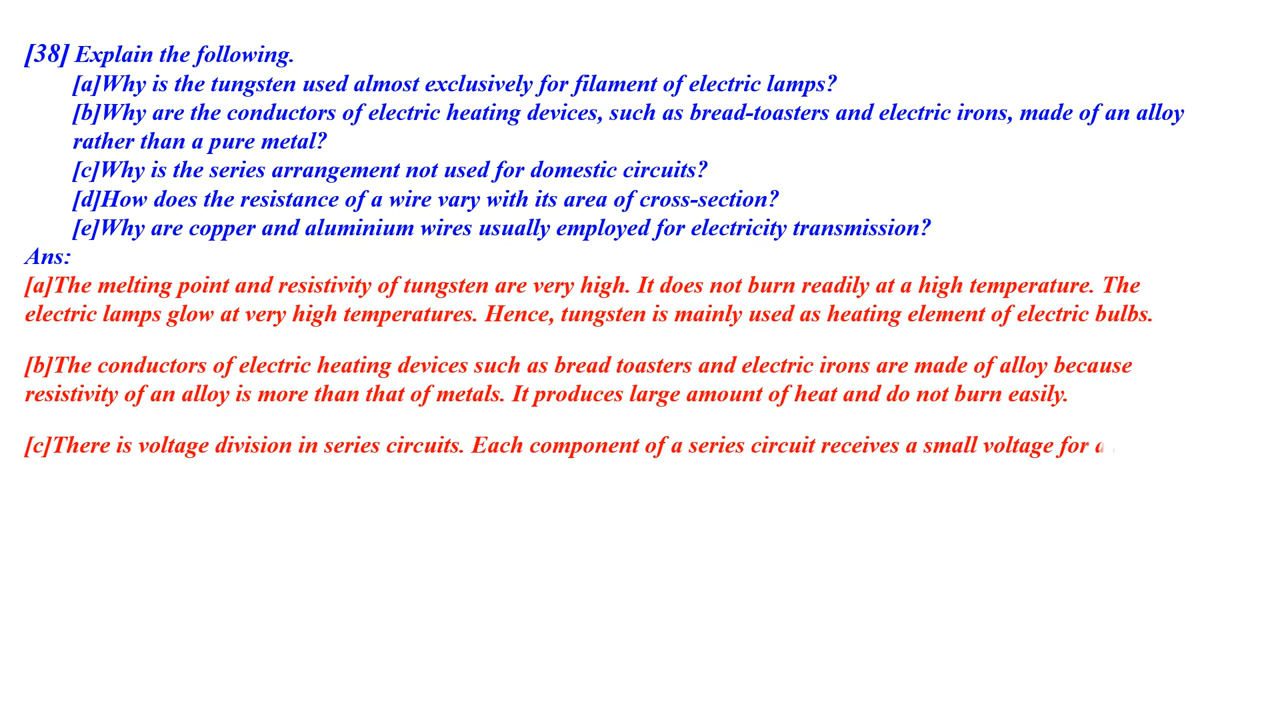 [38] Explain the following.
[a]Why is the tungsten used almost exclusively for filament of electric lamps?
[b]Why are the conductors of electric heating devices, such as bread-toasters and electric irons, made of an alloy
rather than a pure metal?
[c]Why is the series arrangement not used for domestic circuits?
[d]How does the resistance of a wire vary with its area of cross-section?
[e]Why are copper and aluminium wires usually employed for electricity transmission?
Ans:
[a]The melting point and resistivity of tungsten are very high. It does not burn readily at a high temperature. The
electric lamps glow at very high temperatures. Hence, tungsten is mainly used as heating element of electric bulbs.
[b]The conductors of electric heating devices such as bread toasters and electric irons are made of alloy because
resistivity of an alloy is more than that of metals. It produces large amount of heat and do not burn easily.
[c]There is voltage division in series circuits. Each component of a series circuit receives a small voltage for